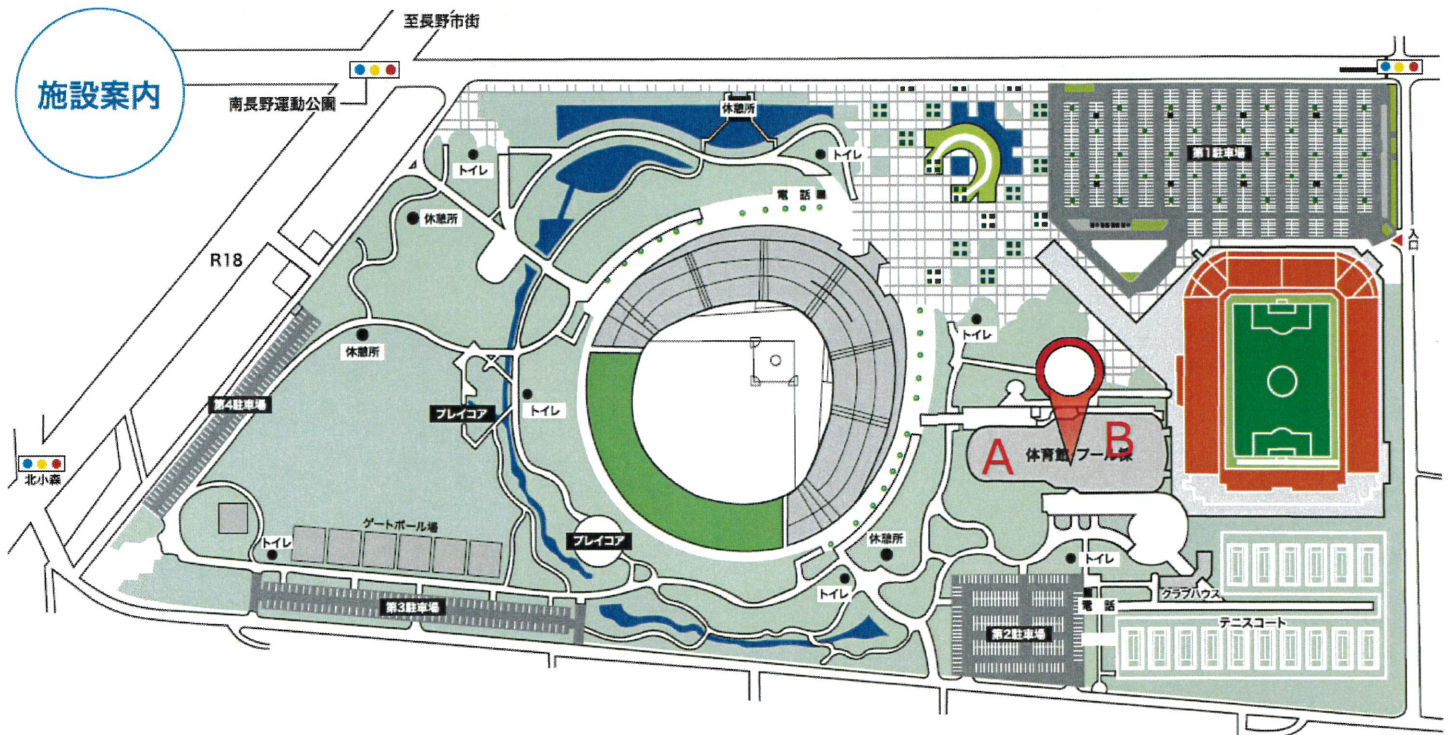 至長野市街
施設案内
南長野運動公園
休憩所
トイレ
トイレ
第1駐車場
電話
休憩所
入口
R18
トイレ
休憩所
第4駐車場
プレイコア
トイレ
A
体育館・プール棟
B
北小森
ゲートボール場
トイレ
プレイコア
休憩所
トイレ
トイレ
クラブハウス
電話
第3駐車場
第2駐車場
テニスコート